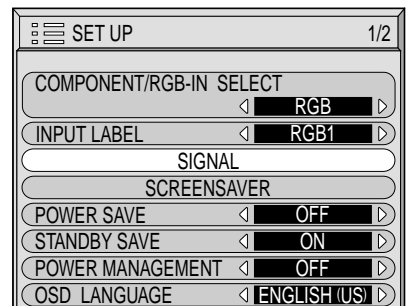 SET UP 1/2
COMPONENT/RGB-IN SELECT
RGB
INPUT LABEL RGB1
SIGNAL
SCREENSAVER
POWER SAVE OFF
STANDBY SAVE ON
POWER MANAGEMENT OFF
OSD LANGUAGE ENGLISH (US)